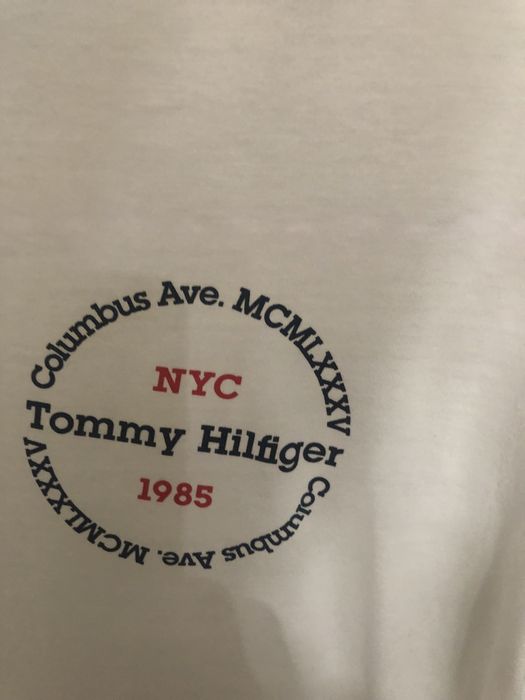 Columbus Ave. MCMLXXXV
NYC
Tommy Hilfiger
1985
Columbus Ave. MCMLXXXV